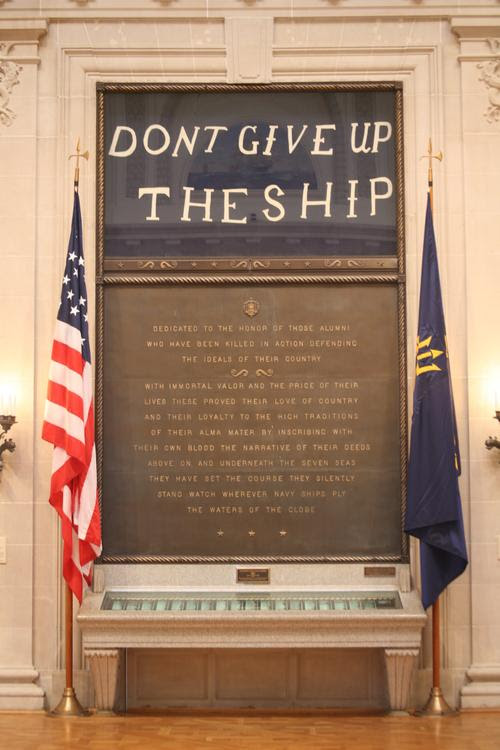 DONT GIVE UP
THE SHIP
DEDICATED TO THE HONOR OF THOSE ALUMNI
WHO HAVE BEEN KILLED IN ACTION DEFENDING
THE IDEALS OF THEIR COUNTRY
WITH IMMORTAL VALOR AND THE PRICE OF THEIR
LIVES THESE PROVED THEIR LOVE OF COUNTRY
AND THEIR LOYALTY TO THE HIGH TRADITIONS
OF THEIR ALMA MATER BY INSCRIBING WITH
THEIR OWN BLOOD THE NARRATIVE OF THEIR DEEDS
ABOVE ON AND UNDERNEATH THE SEVEN SEAS
THEY HAVE SET THE COURSE THEY SILENTLY
STAND WATCH WHEREVER NAVY SHIPS PLY
THE WATERS OF THE GLOBE